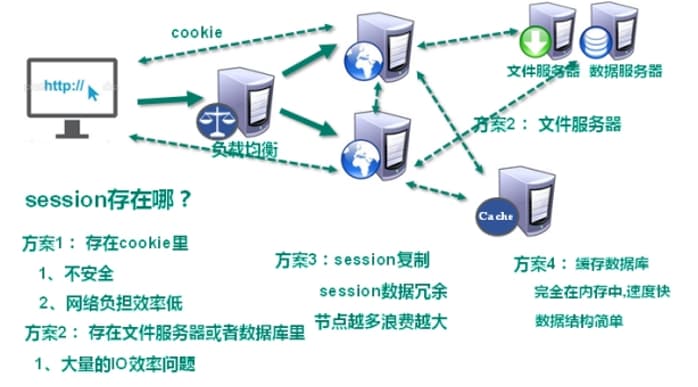 cookie
http://
文件服务器
数据服务器
方案2：文件服务器
负载均衡
Cache
session存在哪？
方案1：存在cookie里
1、不安全
2、网络负担效率低
方案2：存在文件服务器或者数据库里
1、大量的IO效率问题
方案3：session复制
session数据冗余
节点越多浪费越大
方案4：缓存数据库
完全在内存中,速度快
数据结构简单